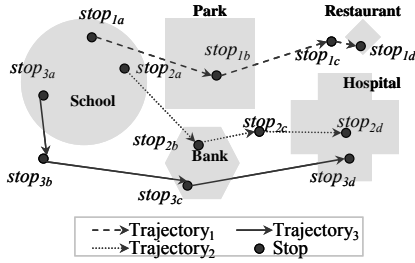 Park
Restaurant
stop1a
stop1b
stop1c
stop1d
stop3a
stop2a
School
Hospital
stop2b
stop2c
stop2d
Bank
stop3b
stop3c
stop3d
Trajectory1
Trajectory3
Trajectory2
Stop